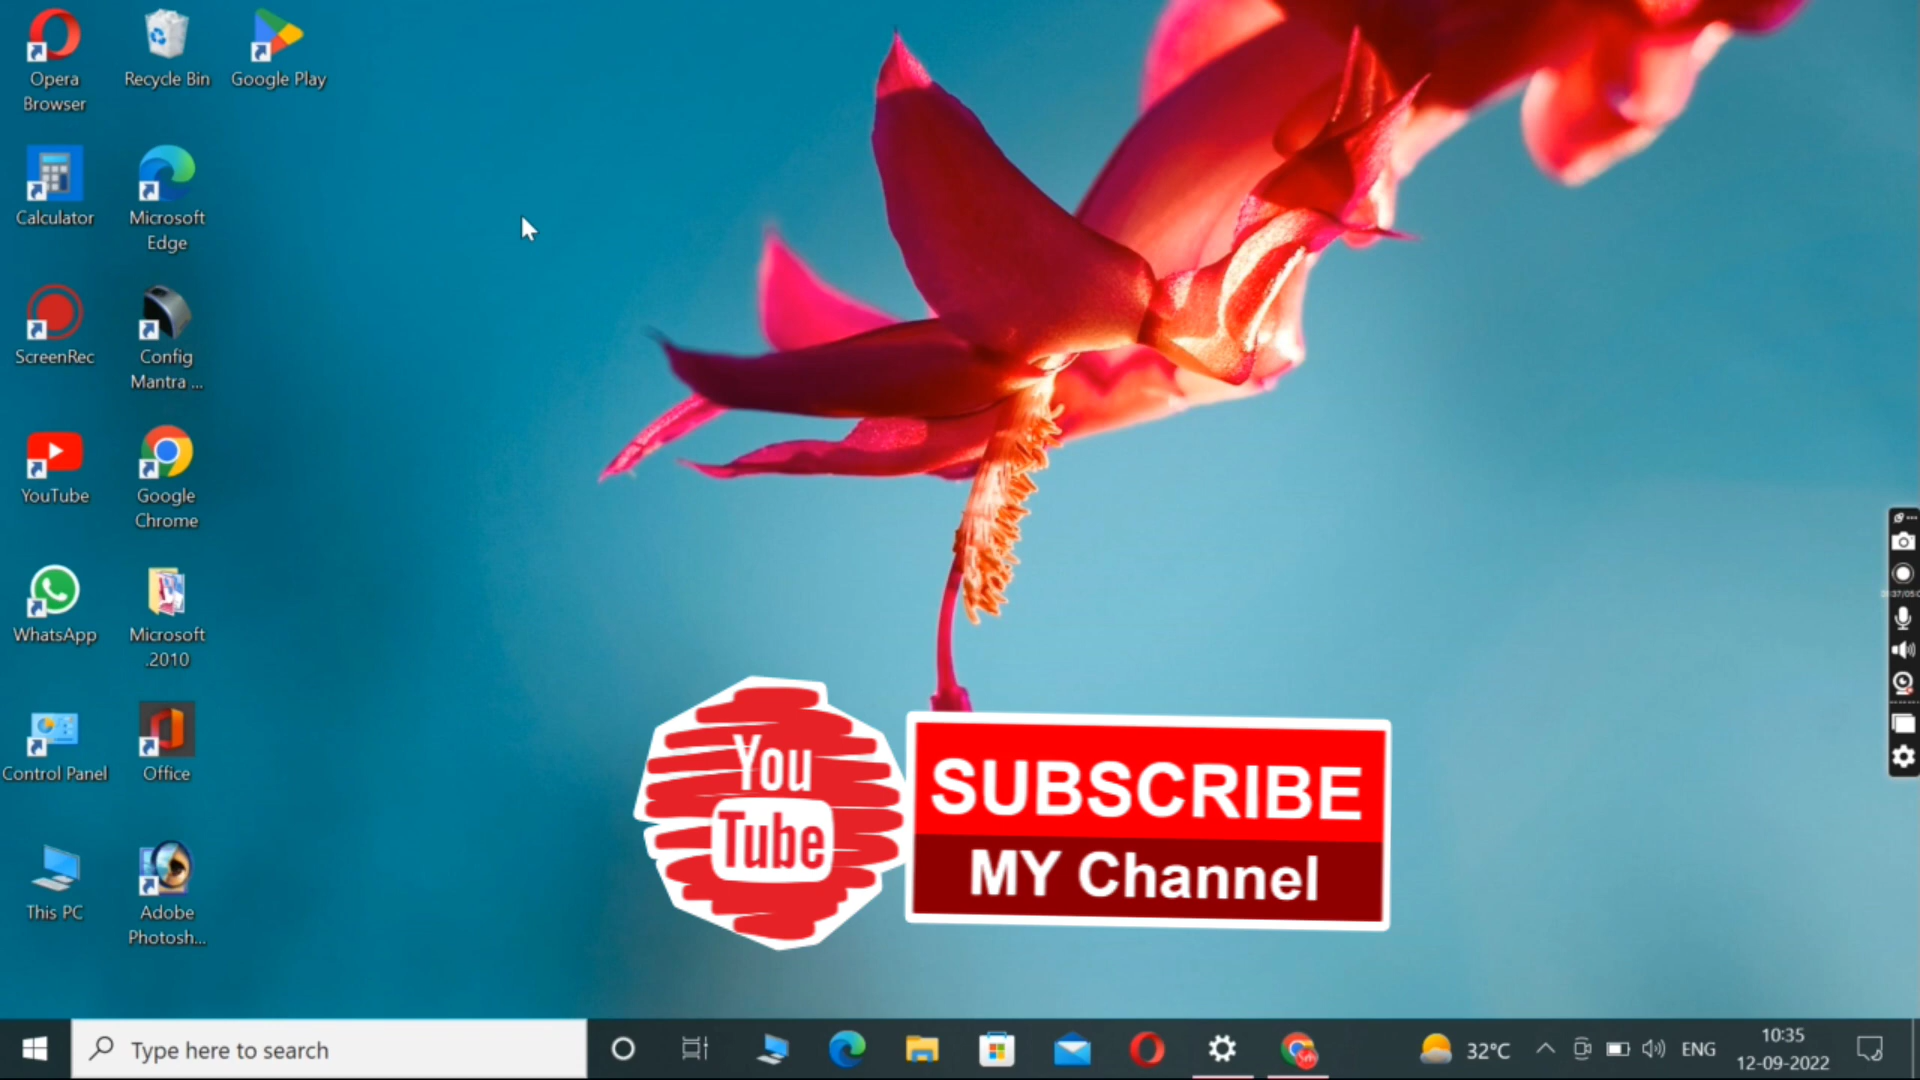 Opera
Browser
Recycle Bin
Google Play
Calculator
Microsoft
Edge
ScreenRec
Config
Mantra ...
YouTube
Google
Chrome
WhatsApp
Microsoft
.2010
Control Panel
Office
This PC
Adobe
Photosh...
You
Tube
SUBSCRIBE
MY Channel
Type here to search
32°C
ENG
10:35
12-09-2022